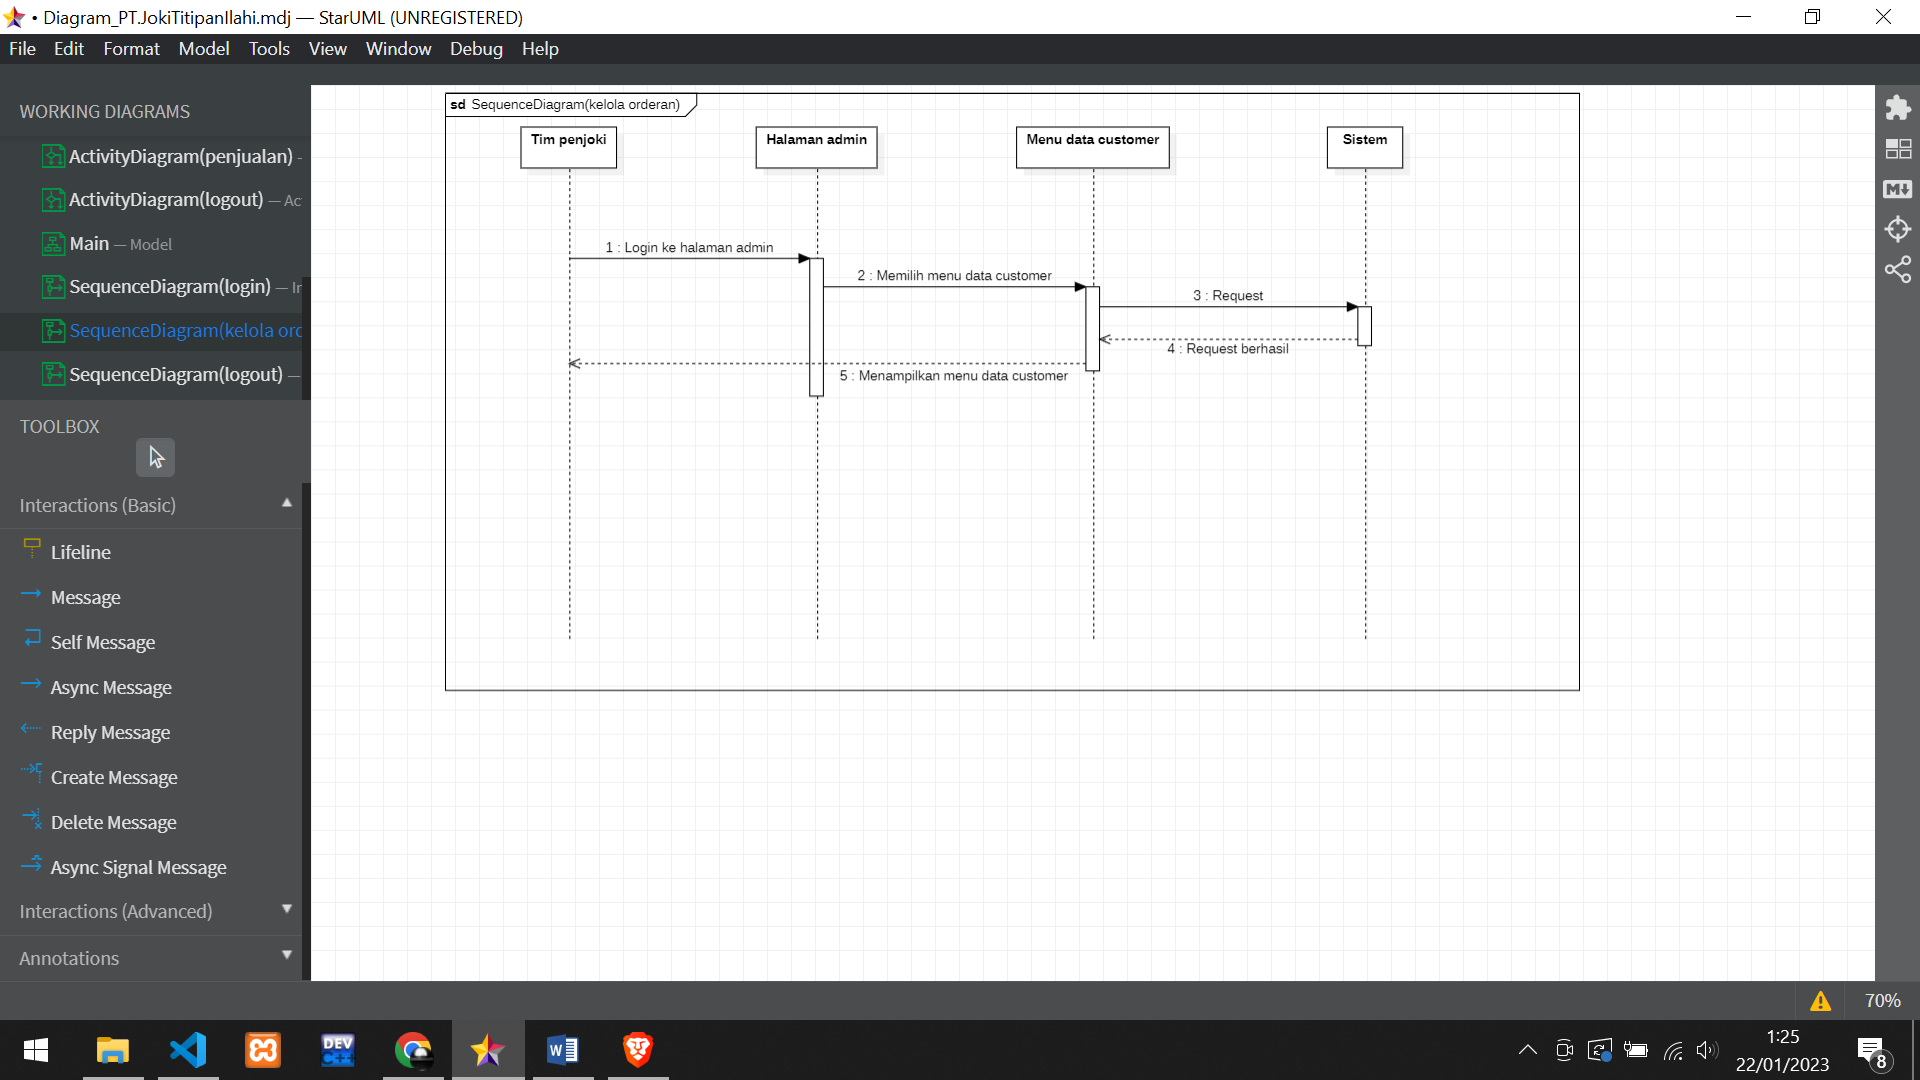 • Diagram_PT.JokiTitipanIlahi.mdj — StarUML (UNREGISTERED)
File Edit Format Model Tools View Window Debug Help
WORKING DIAGRAMS
ActivityDiagram(penjualan) –
ActivityDiagram(logout) — Ac
Main — Model
SequenceDiagram(login) — In
SequenceDiagram(kelola orc
SequenceDiagram(logout) —
TOOLBOX
Interactions (Basic)
Lifeline
Message
Self Message
Async Message
Reply Message
Create Message
Delete Message
Async Signal Message
Interactions (Advanced)
Annotations
sd SequenceDiagram(kelola orderan)
Tim penjoki
Halaman admin
Menu data customer
Sistem
1 : Login ke halaman admin
2 : Memilih menu data customer
3 : Request
4 : Request berhasil
5 : Menampilkan menu data customer
M
70%
DEV
C++
W
1:25
22/01/2023
8